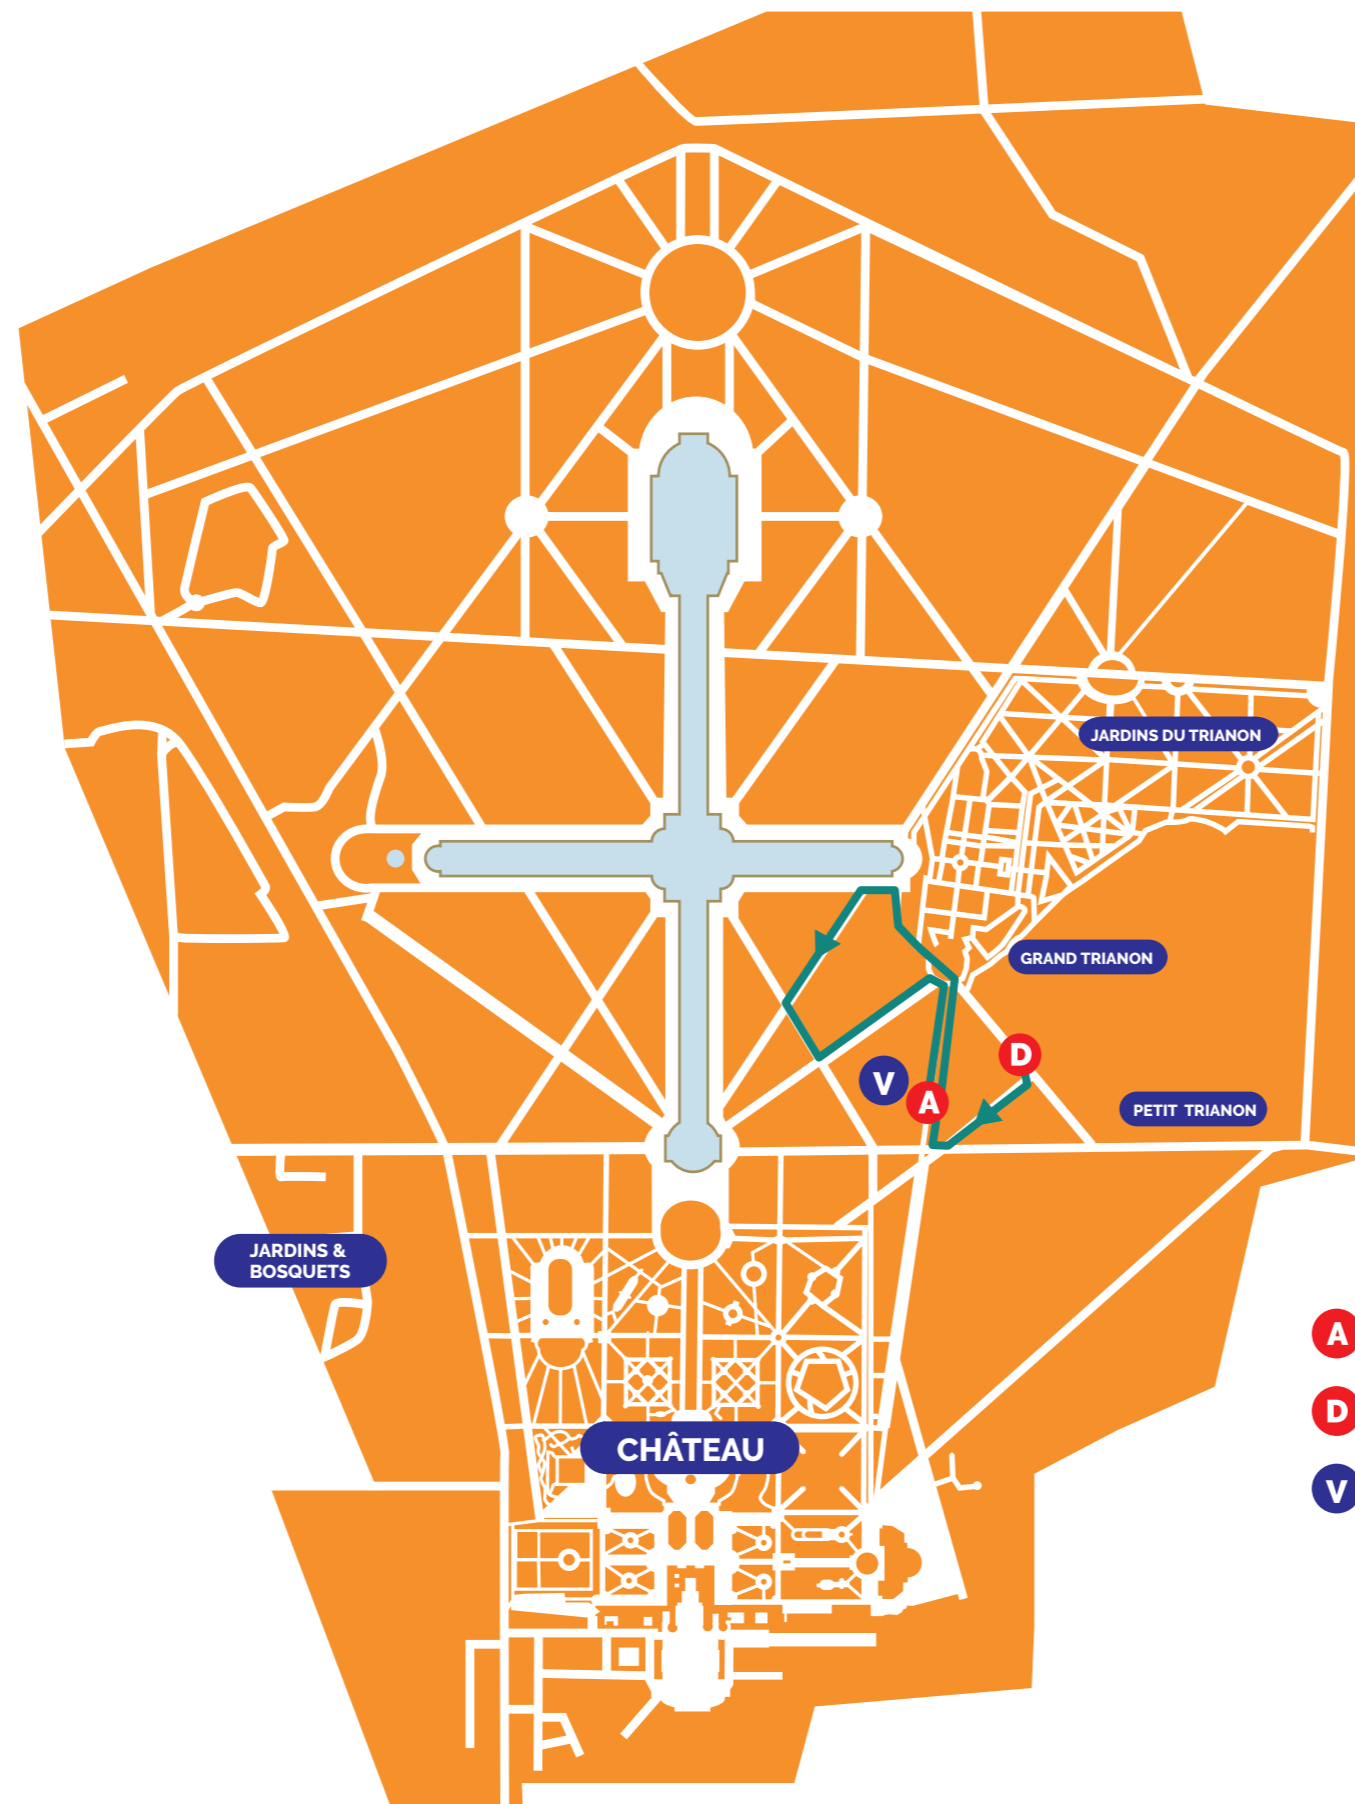 JARDINS DU TRIANON
GRAND TRIANON
D
V
A
PETIT TRIANON
JARDINS &
BOSQUETS
A
D
CHÂTEAU
V